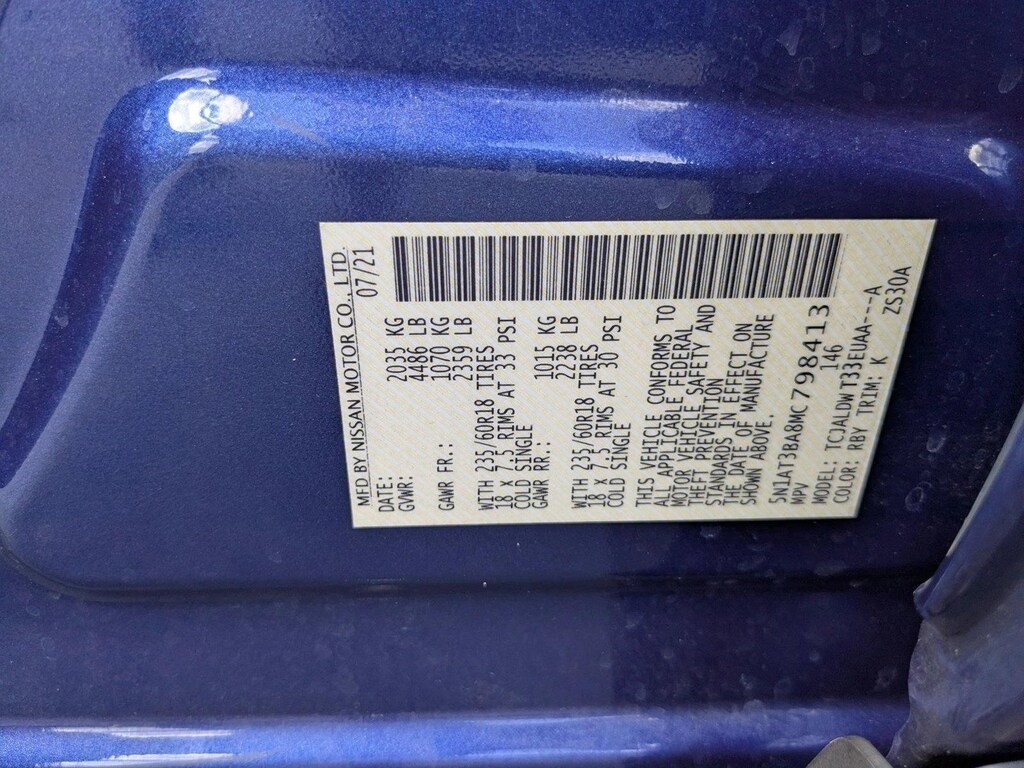 MFD BY NISSAN MOTOR CO., LTD.
DATE: 07/21
GVWR: 2035 KG
4486 LB
GAWR FR.: 1070 KG
2359 LB
WITH 235/60R18 TIRES
18 X 7.5 RIMS AT 33 PSI
COLD SINGLE
GAWR RR.: 1015 KG
2238 LB
WITH 235/60R18 TIRES
18 X 7.5 RIMS AT 30 PSI
COLD SINGLE
THIS VEHICLE CONFORMS TO
ALL APPLICABLE FEDERAL
MOTOR VEHICLE SAFETY AND
THEFT PREVENTION
STANDARDS IN EFFECT ON
THE DATE OF MANUFACTURE
SHOWN ABOVE.
5N1AT3BA8MC798413
MPV 146
MODEL: TCJALDWT33EUAA----A
COLOR: RBY TRIM: K ZS30A